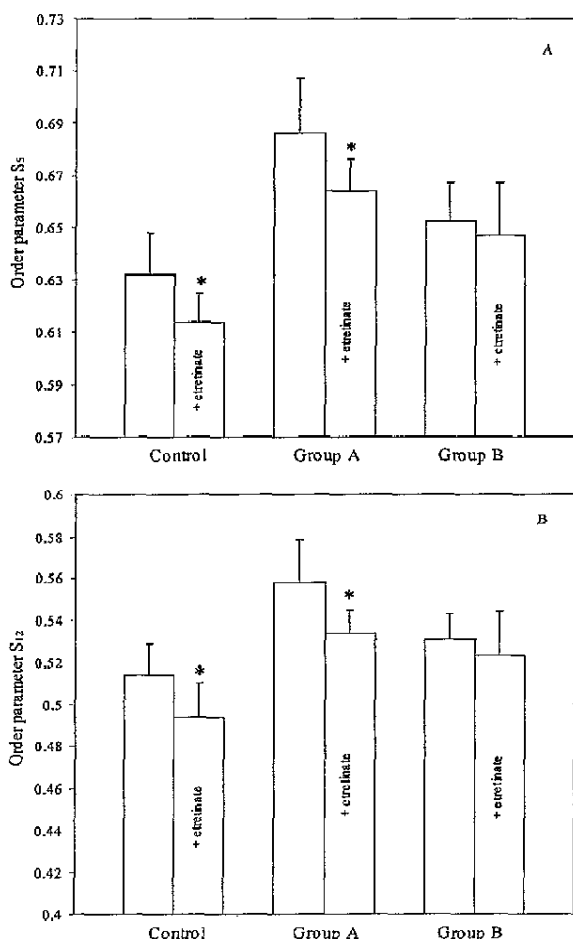 0.73
A
0.71
*
0.69
0.67
Order parameter S5
0.65
0.63
*
0.61
+ etretinate
+ etretinate
+ etretinate
0.59
0.57
Control Group A Group B
0.6
B
0.58
0.56
*
0.54
Order parameter S12
0.52
*
0.5
0.48
+ etretinate
+ etretinate
+ etretinate
0.46
0.44
0.42
0.4
Control Group A Group B